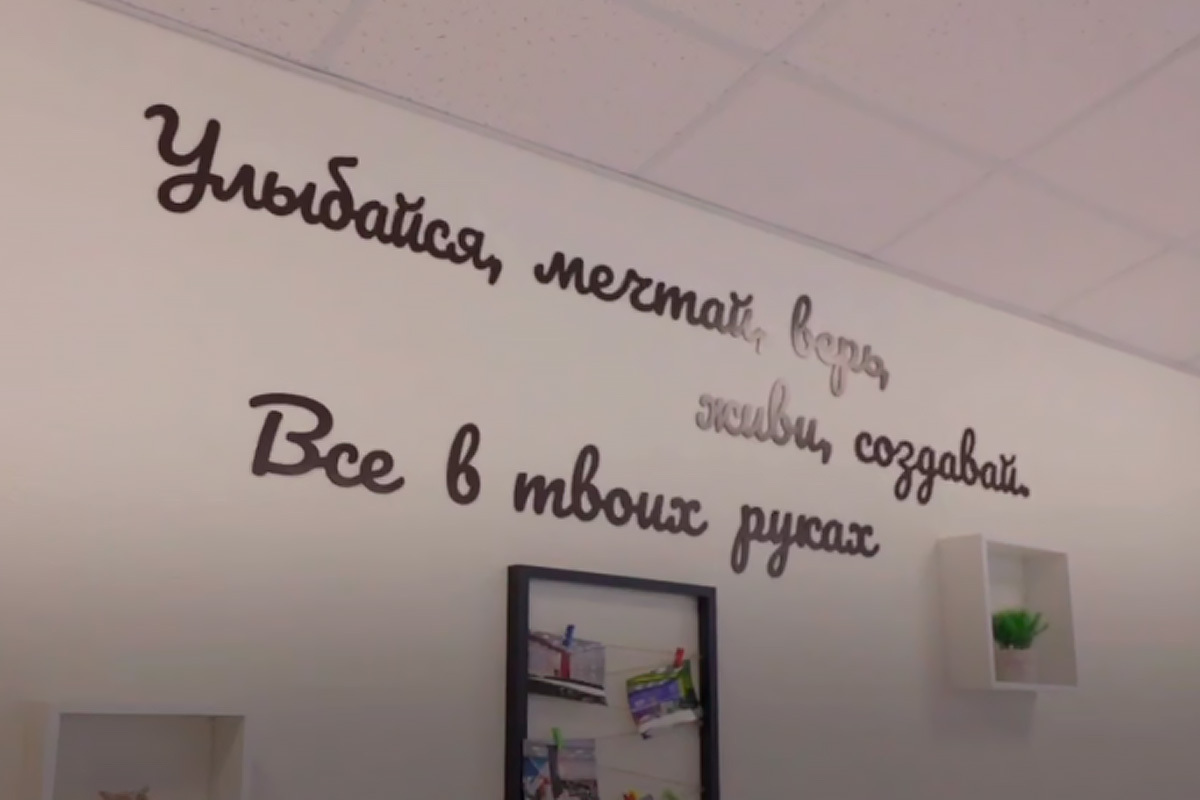 Улыбайся, мечтай, верь,
живи, создавай.
Все в твоих руках